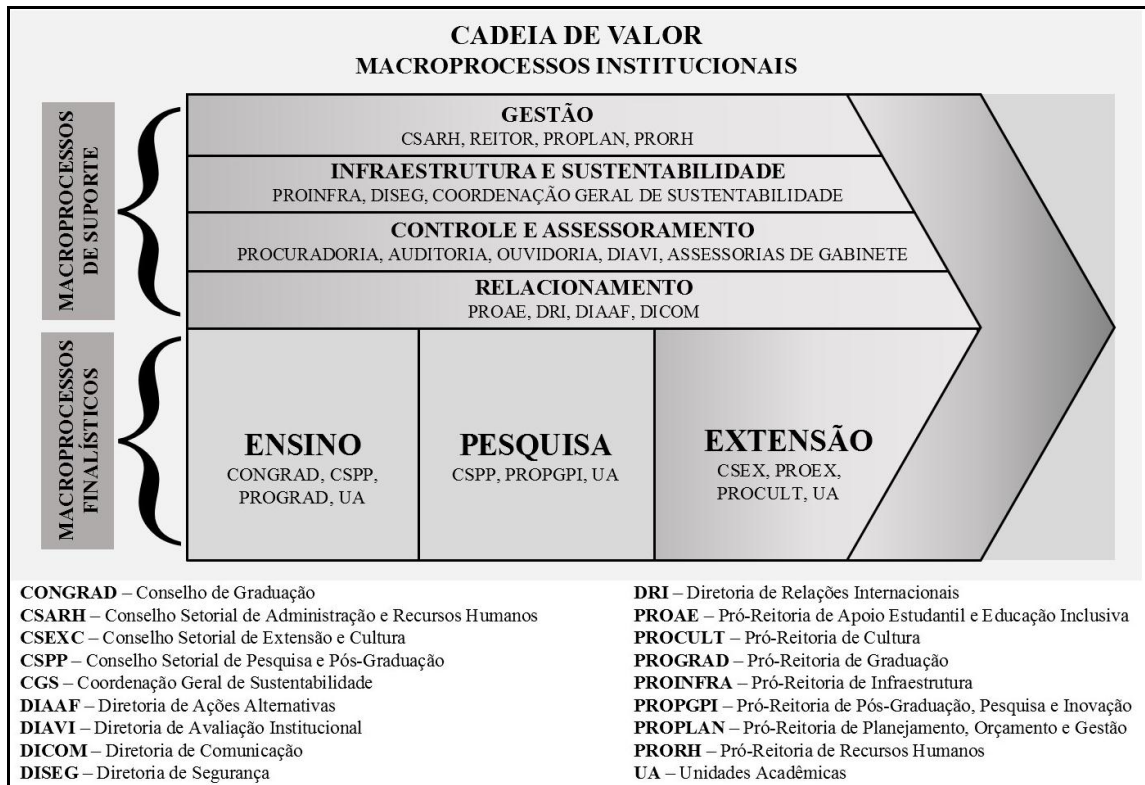 CADEIA DE VALOR
MACROPROCESSOS INSTITUCIONAIS
MACROPROCESSOS
DE SUPORTE
GESTÃO
CSARH, REITOR, PROPLAN, PRORH
INFRAESTRUTURA E SUSTENTABILIDADE
PROINFRA, DISEG, COORDENAÇÃO GERAL DE SUSTENTABILIDADE
CONTROLE E ASSESSORAMENTO
PROCURADORIA, AUDITORIA, OUVIDORIA, DIAVI, ASSESSORIAS DE GABINETE
RELACIONAMENTO
PROAE, DRI, DIAAF, DICOM
MACROPROCESSOS
FINALÍSTICOS
ENSINO
CONGRAD, CSPP,
PROGRAD, UA
PESQUISA
CSPP, PROPGPI, UA
EXTENSÃO
CSEX, PROEX,
PROCULT, UA
CONGRAD – Conselho de Graduação
CSARH – Conselho Setorial de Administração e Recursos Humanos
CSEXC – Conselho Setorial de Extensão e Cultura
CSPP – Conselho Setorial de Pesquisa e Pós-Graduação
CGS – Coordenação Geral de Sustentabilidade
DIAAF – Diretoria de Ações Alternativas
DIAVI – Diretoria de Avaliação Institucional
DICOM – Diretoria de Comunicação
DISEG – Diretoria de Segurança
DRI – Diretoria de Relações Internacionais
PROAE – Pró-Reitoria de Apoio Estudantil e Educação Inclusiva
PROCULT – Pró-Reitoria de Cultura
PROGRAD – Pró-Reitoria de Graduação
PROINFRA – Pró-Reitoria de Infraestrutura
PROPGPI – Pró-Reitoria de Pós-Graduação, Pesquisa e Inovação
PROPLAN – Pró-Reitoria de Planejamento, Orçamento e Gestão
PRORH – Pró-Reitoria de Recursos Humanos
UA – Unidades Acadêmicas